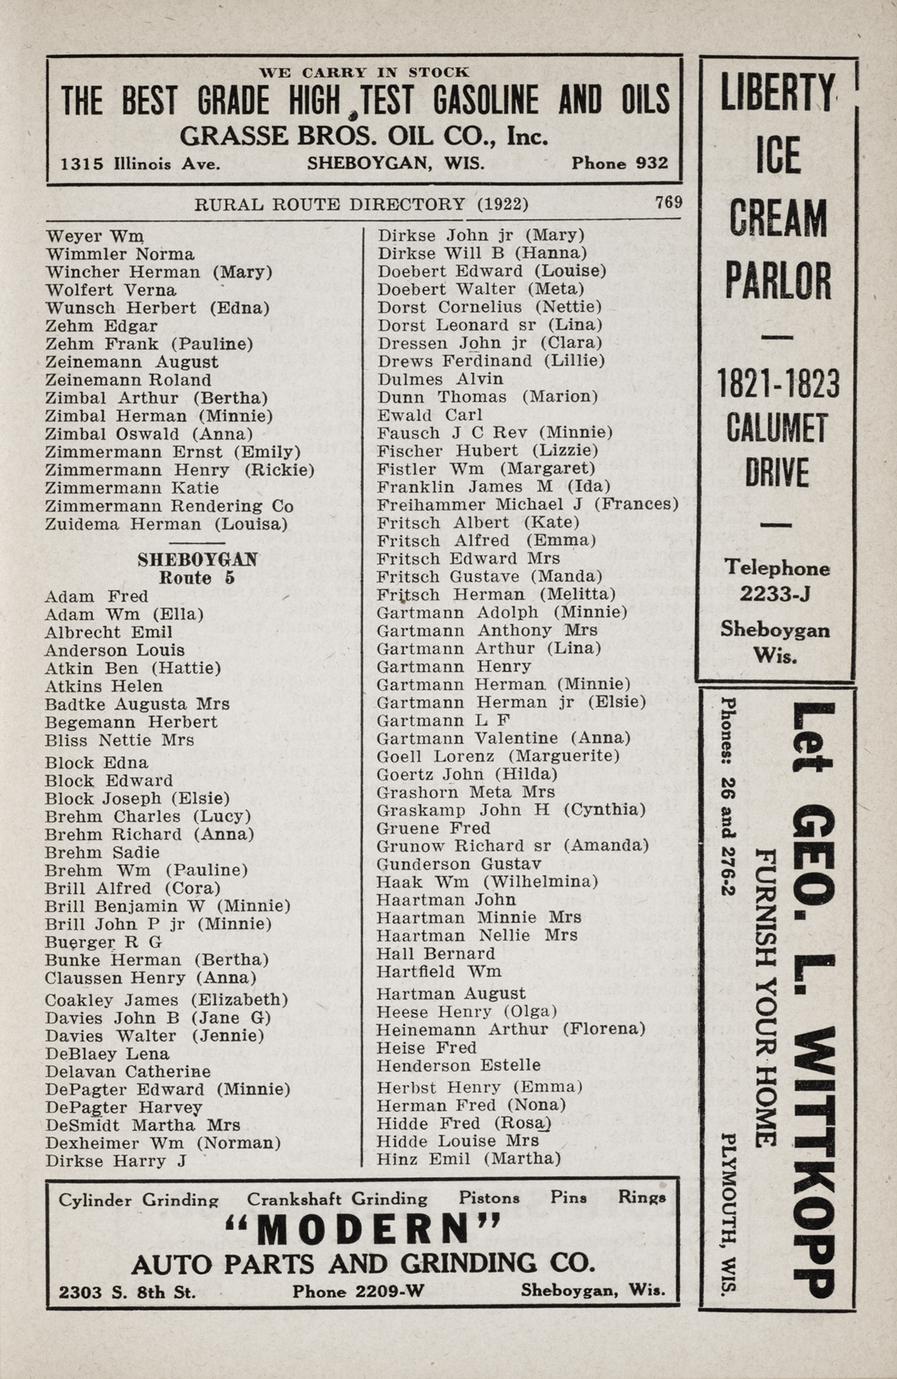 WE CARRY IN STOCK
THE BEST GRADE HIGH TEST GASOLINE AND OILS
GRASSE BROS. OIL CO., Inc.
1315 Illinois Ave. SHEBOYGAN, WIS. Phone 932
RURAL ROUTE DIRECTORY (1922) 769
Weyer Wm
Wimmler Norma
Wincher Herman (Mary)
Wolfert Verna
Wunsch Herbert (Edna)
Zehm Edgar
Zehm Frank (Pauline)
Zeinemann August
Zeinemann Roland
Zimbal Arthur (Bertha)
Zimbal Herman (Minnie)
Zimbal Oswald (Anna)
Zimmermann Ernst (Emily)
Zimmermann Henry (Rickie)
Zimmermann Katie
Zimmermann Rendering Co
Zuidema Herman (Louisa)
SHEBOYGAN
Route 5
Adam Fred
Adam Wm (Ella)
Albrecht Emil
Anderson Louis
Atkin Ben (Hattie)
Atkins Helen
Badtke Augusta Mrs
Begemann Herbert
Bliss Nettie Mrs
Block Edna
Block Edward
Block Joseph (Elsie)
Brehm Charles (Lucy)
Brehm Richard (Anna)
Brehm Sadie
Brehm Wm (Pauline)
Brill Alfred (Cora)
Brill Benjamin W (Minnie)
Brill John P jr (Minnie)
Buerger R G
Bunke Herman (Bertha)
Claussen Henry (Anna)
Coakley James (Elizabeth)
Davies John B (Jane G)
Davies Walter (Jennie)
DeBlaey Lena
Delavan Catherine
DePagter Edward (Minnie)
DePagter Harvey
DeSmidt Martha Mrs
Dexheimer Wm (Norman)
Dirkse Harry J
Dirkse John jr (Mary)
Dirkse Will B (Hanna)
Doebert Edward (Louise)
Doebert Walter (Meta)
Dorst Cornelius (Nettie)
Dorst Leonard sr (Lina)
Dressen John jr (Clara)
Drews Ferdinand (Lillie)
Dulmes Alvin
Dunn Thomas (Marion)
Ewald Carl
Fausch J C Rev (Minnie)
Fischer Hubert (Lizzie)
Fistler Wm (Margaret)
Franklin James M (Ida)
Freihammer Michael J (Frances)
Fritsch Albert (Kate)
Fritsch Alfred (Emma)
Fritsch Edward Mrs
Fritsch Gustave (Manda)
Fritsch Herman (Melitta)
Gartmann Adolph (Minnie)
Gartmann Anthony Mrs
Gartmann Arthur (Lina)
Gartmann Henry
Gartmann Herman (Minnie)
Gartmann Herman jr (Elsie)
Gartmann L F
Gartmann Valentine (Anna)
Goell Lorenz (Marguerite)
Goertz John (Hilda)
Grashorn Meta Mrs
Graskamp John H (Cynthia)
Gruene Fred
Grunow Richard sr (Amanda)
Gunderson Gustav
Haak Wm (Wilhelmina)
Haartman John
Haartman Minnie Mrs
Haartman Nellie Mrs
Hall Bernard
Hartfield Wm
Hartman August
Heese Henry (Olga)
Heinemann Arthur (Florena)
Heise Fred
Henderson Estelle
Herbst Henry (Emma)
Herman Fred (Nona)
Hidde Fred (Rosa)
Hidde Louise Mrs
Hinz Emil (Martha)
LIBERTY
ICE
CREAM
PARLOR
—
1821-1823
CALUMET
DRIVE
—
Telephone
2233-J
Sheboygan
Wis.
Let GEO. L. WITTKOPP
FURNISH YOUR HOME
Phones: 26 and 276-2 PLYMOUTH, WIS.
Cylinder Grinding Crankshaft Grinding Pistons Pins Rings
"MODERN"
AUTO PARTS AND GRINDING CO.
2303 S. 8th St. Phone 2209-W Sheboygan, Wis.